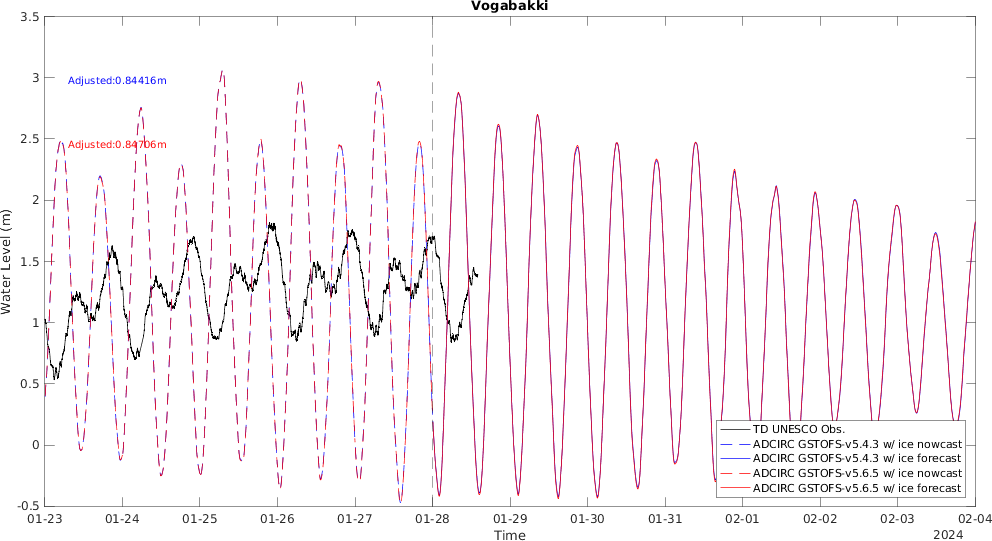 Vogabakki
3.5
3
2.5
2
1.5
1
0.5
0
-0.5
Water Level (m)
Adjusted:0.84416m
Adjusted:0.84706m
01-23
01-24
01-25
01-26
01-27
01-28
01-29
01-30
01-31
02-01
02-02
02-03
02-04
Time
2024
TD UNESCO Obs.
ADCIRC GSTOFS-v5.4.3 w/ ice nowcast
ADCIRC GSTOFS-v5.4.3 w/ ice forecast
ADCIRC GSTOFS-v5.6.5 w/ ice nowcast
ADCIRC GSTOFS-v5.6.5 w/ ice forecast